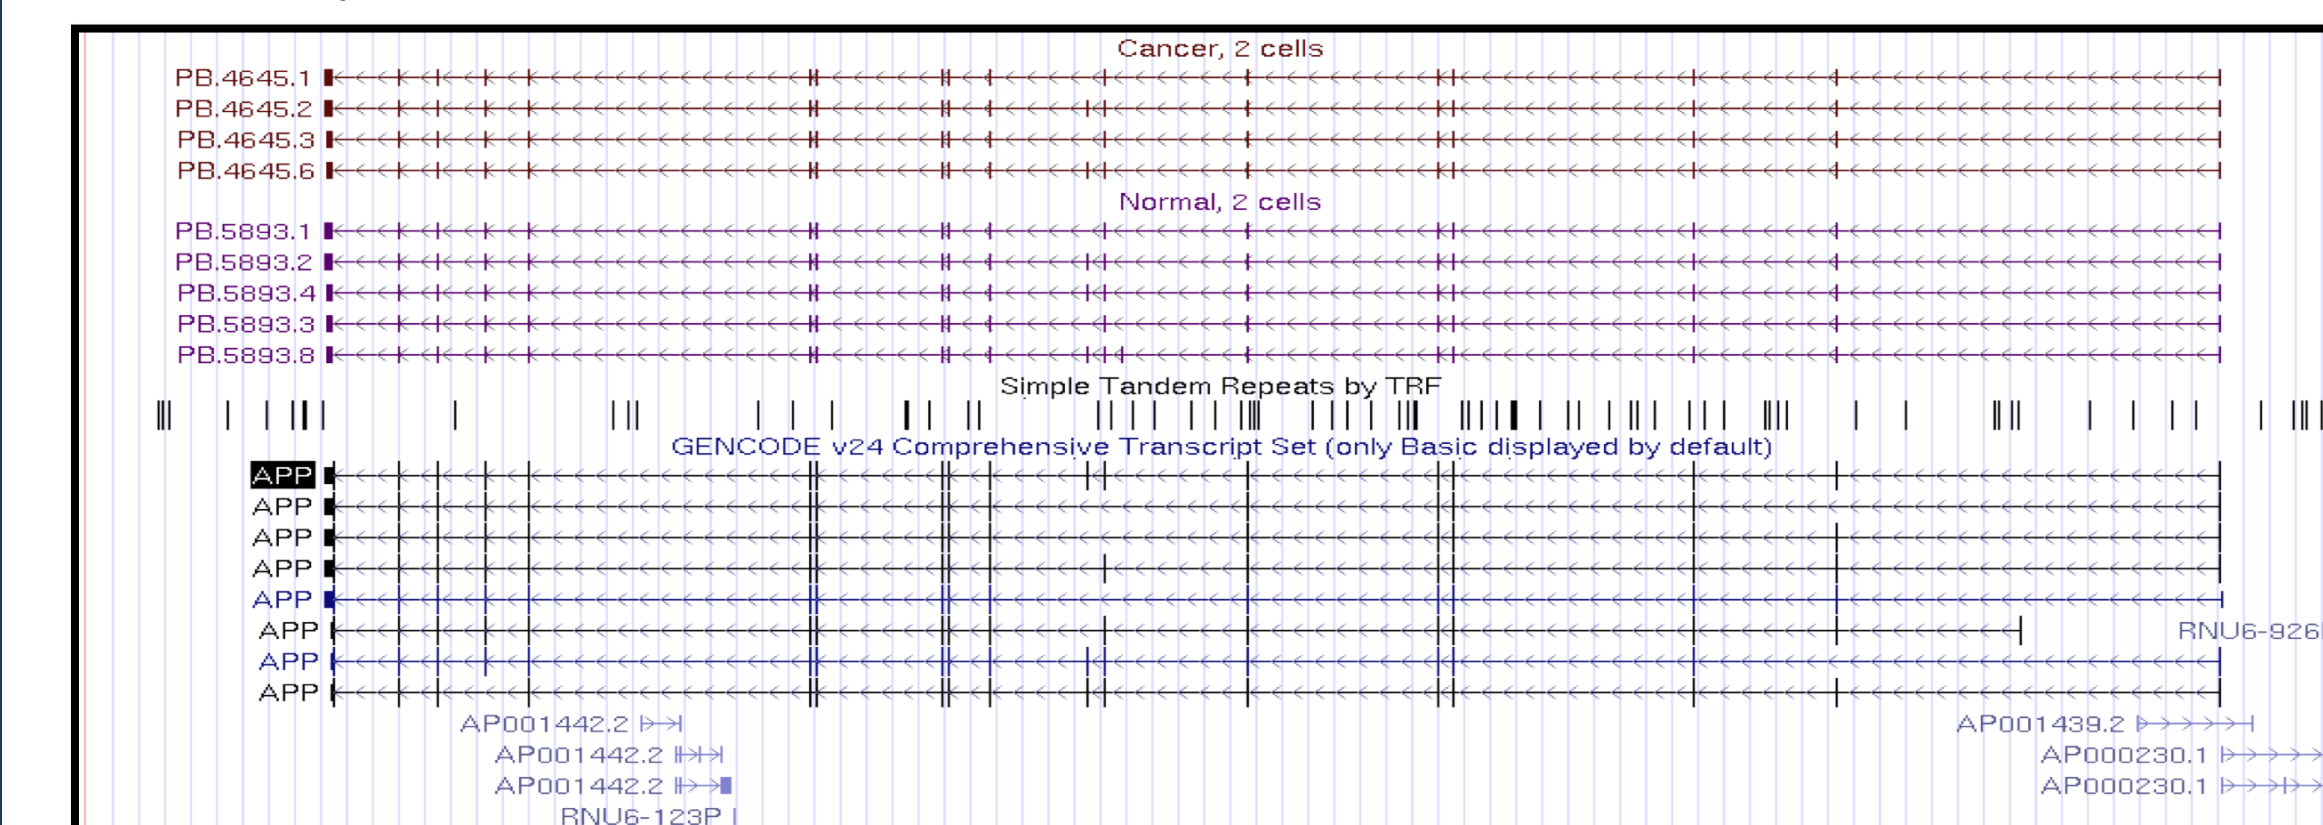 Cancer, 2 cells
PB.4645.1
PB.4645.2
PB.4645.3
PB.4645.6
Normal, 2 cells
PB.5893.1
PB.5893.2
PB.5893.4
PB.5893.3
PB.5893.8
Simple Tandem Repeats by TRF
GENCODE v24 Comprehensive Transcript Set (only Basic displayed by default)
APP
APP
APP
APP
APP
APP RNU6-926
APP
APP
AP001442.2 AP001439.2
AP001442.2 AP000230.1
AP001442.2 AP000230.1
RNU6-123P